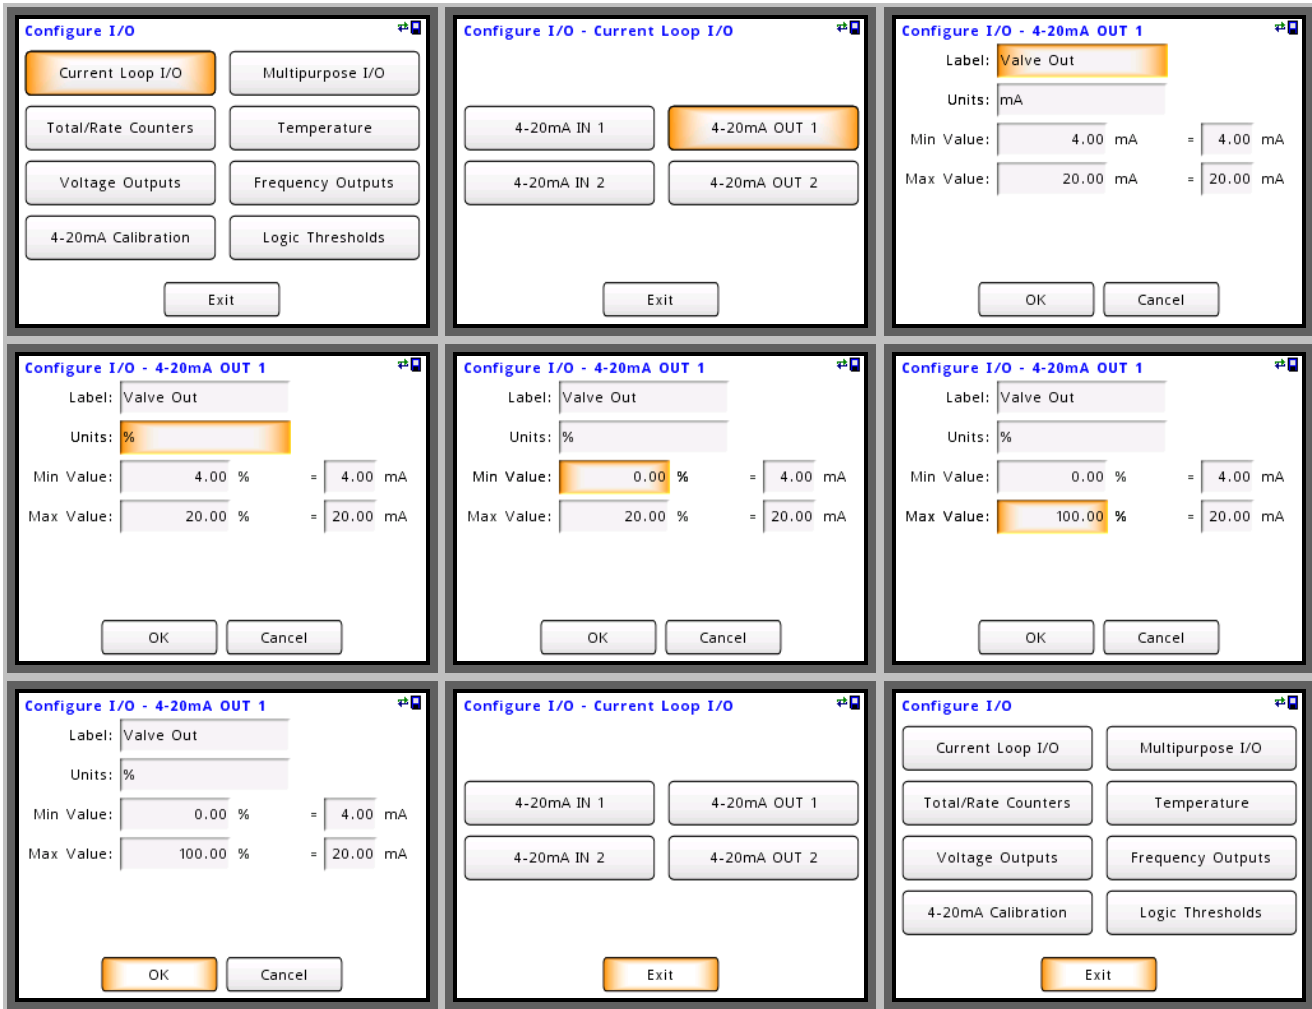 Configure I/O
Current Loop I/O Multipurpose I/O
Total/Rate Counters Temperature
Voltage Outputs Frequency Outputs
4-20mA Calibration Logic Thresholds
Exit
Configure I/O - Current Loop I/O
4-20mA IN 1 4-20mA OUT 1
4-20mA IN 2 4-20mA OUT 2
Exit
Configure I/O - 4-20mA OUT 1
Label: Valve Out
Units: mA
Min Value: 4.00 mA = 4.00 mA
Max Value: 20.00 mA = 20.00 mA
OK Cancel
Configure I/O - 4-20mA OUT 1
Label: Valve Out
Units: %
Min Value: 4.00 % = 4.00 mA
Max Value: 20.00 % = 20.00 mA
OK Cancel
Configure I/O - 4-20mA OUT 1
Label: Valve Out
Units: %
Min Value: 0.00 % = 4.00 mA
Max Value: 20.00 % = 20.00 mA
OK Cancel
Configure I/O - 4-20mA OUT 1
Label: Valve Out
Units: %
Min Value: 0.00 % = 4.00 mA
Max Value: 100.00 % = 20.00 mA
OK Cancel
Configure I/O - 4-20mA OUT 1
Label: Valve Out
Units: %
Min Value: 0.00 % = 4.00 mA
Max Value: 100.00 % = 20.00 mA
OK Cancel
Configure I/O - Current Loop I/O
4-20mA IN 1 4-20mA OUT 1
4-20mA IN 2 4-20mA OUT 2
Exit
Configure I/O
Current Loop I/O Multipurpose I/O
Total/Rate Counters Temperature
Voltage Outputs Frequency Outputs
4-20mA Calibration Logic Thresholds
Exit